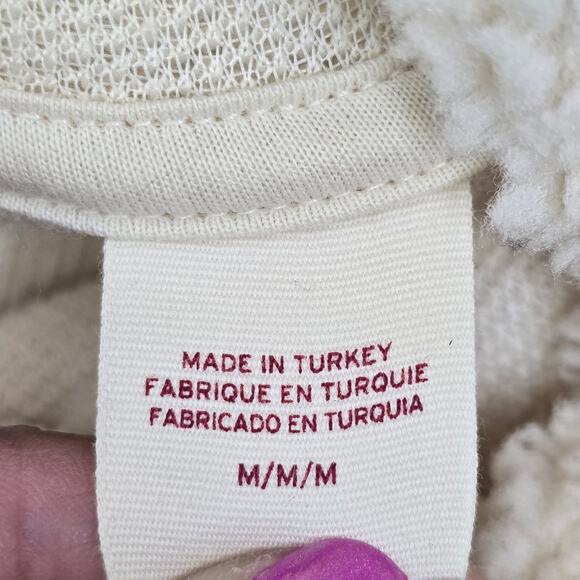 MADE IN TURKEY
FABRIQUE EN TURQUIE
FABRICADO EN TURQUIA
M/M/M